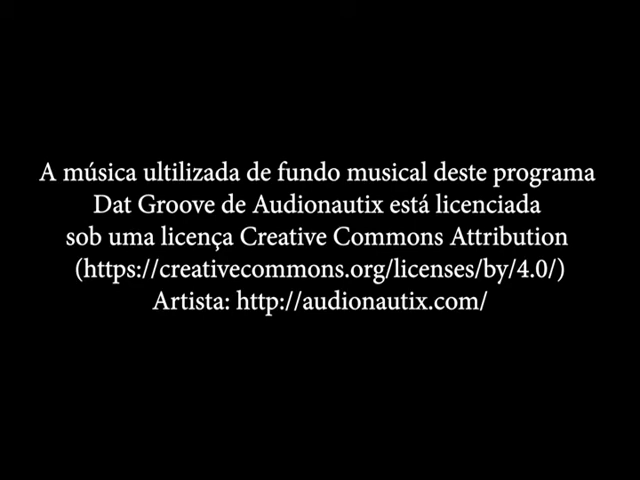 A música ultilizada de fundo musical deste programa
Dat Groove de Audionautix está licenciada
sob uma licença Creative Commons Attribution
(https://creativecommons.org/licenses/by/4.0/)
Artista: http://audionautix.com/